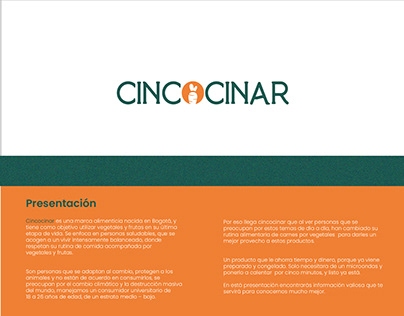 CINCOCINAR
Presentación
Cincocinar es una marca alimenticia nacida en Bogotá, y
tiene como objetivo utilizar vegetales y frutas en su última
etapa de vida. Se enfoca en personas saludables, que se
acogen a un vivir intensamente balanceado, donde
respetan su rutina de comida acompañada por
vegetales y frutas.
Son personas que se adaptan al cambio, protegen a los
animales y no están de acuerdo en consumirlos, se
preocupan por el cambio climático y la destrucción masiva
del mundo, manejamos un consumidor universitario de
18 a 26 años de edad, de un estrato medio - bajo.
Por eso llega cincocinar que al ver personas que se
preocupan por estos temas de dia a dia, han cambiado su
rutina alimentario de carnes por vegetales para darles un
mejor provecho a estos productos.
Un producto que le ahorra tiempo y dinero, porque ya viene
preparado y congelado. Solo necesitara de un microondas y
ponerlo a calentar por cinco minutos, y listo ya está.
En está presentación encontrarás información valiosa que te
servirá para conocernos mucho mejor.